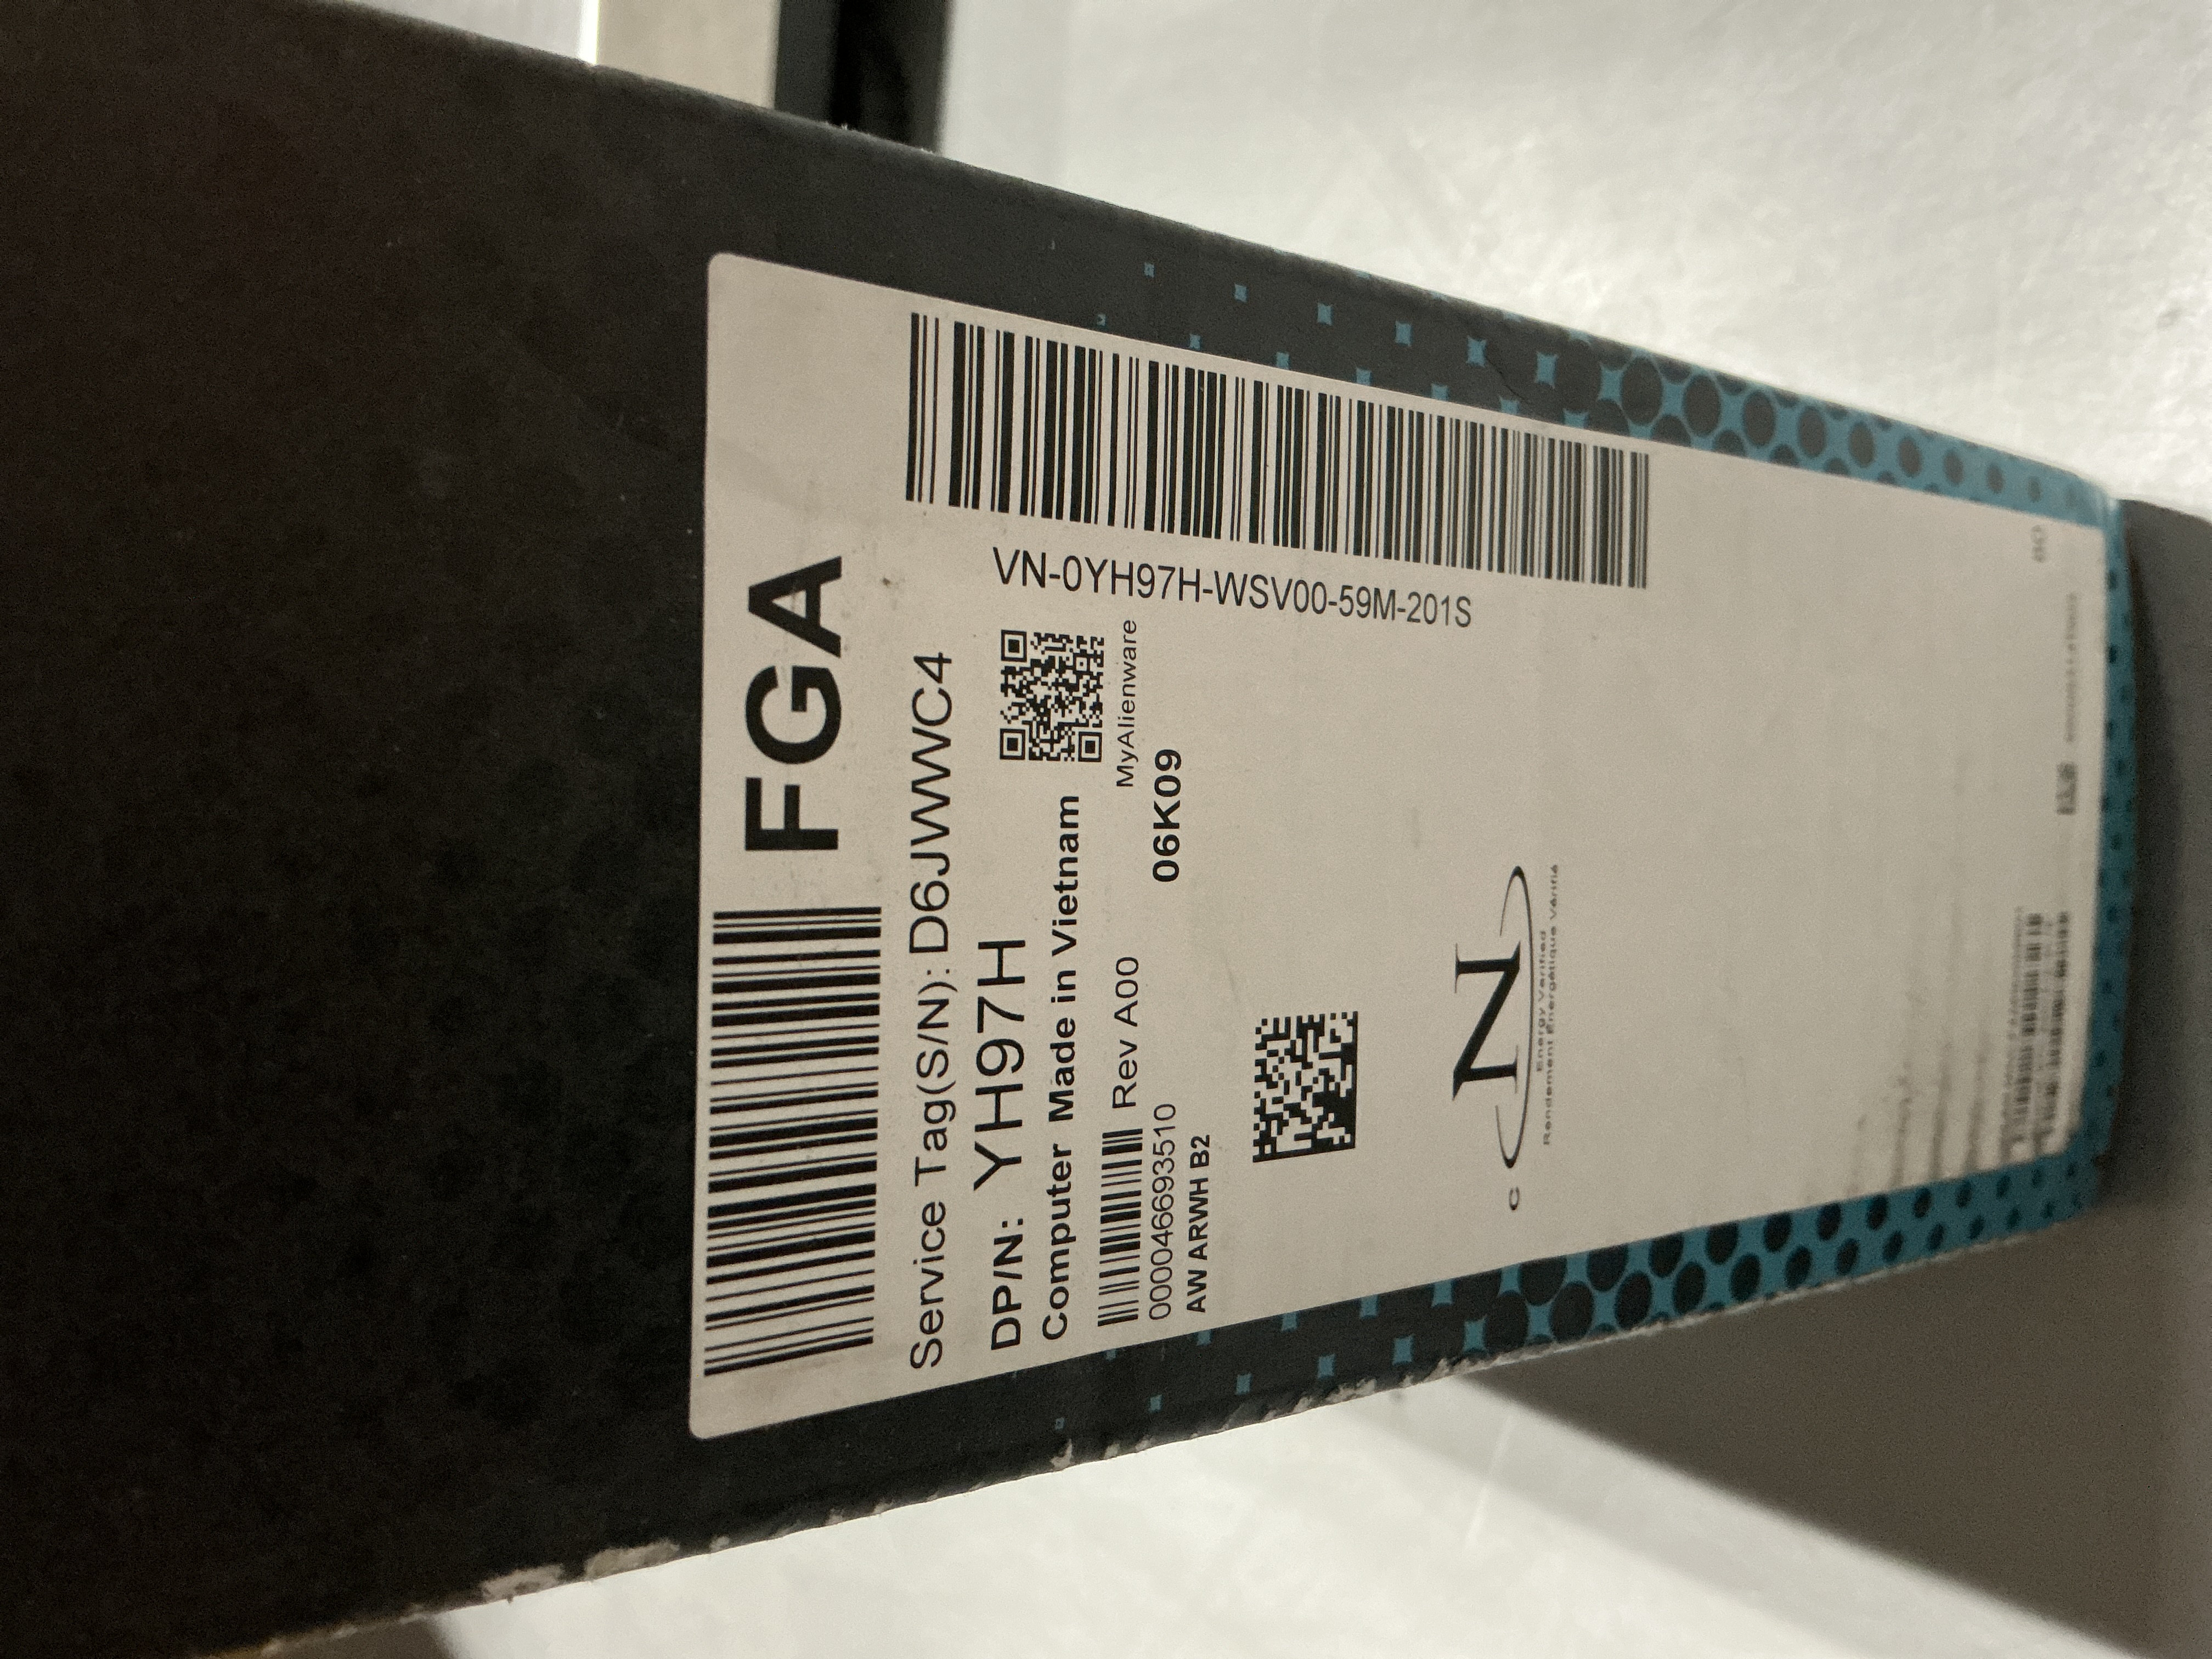 FGA
Service Tag(S/N): D6JWWC4
DP/N: YH97H
Computer Made in Vietnam
Rev A00
0000466693510
AW ARWH B2
MyAlienware
06K09
VN-0YH97H-WSV00-59M-201S
C
N
Energy Verified
Rendement Énergétique Vérifié